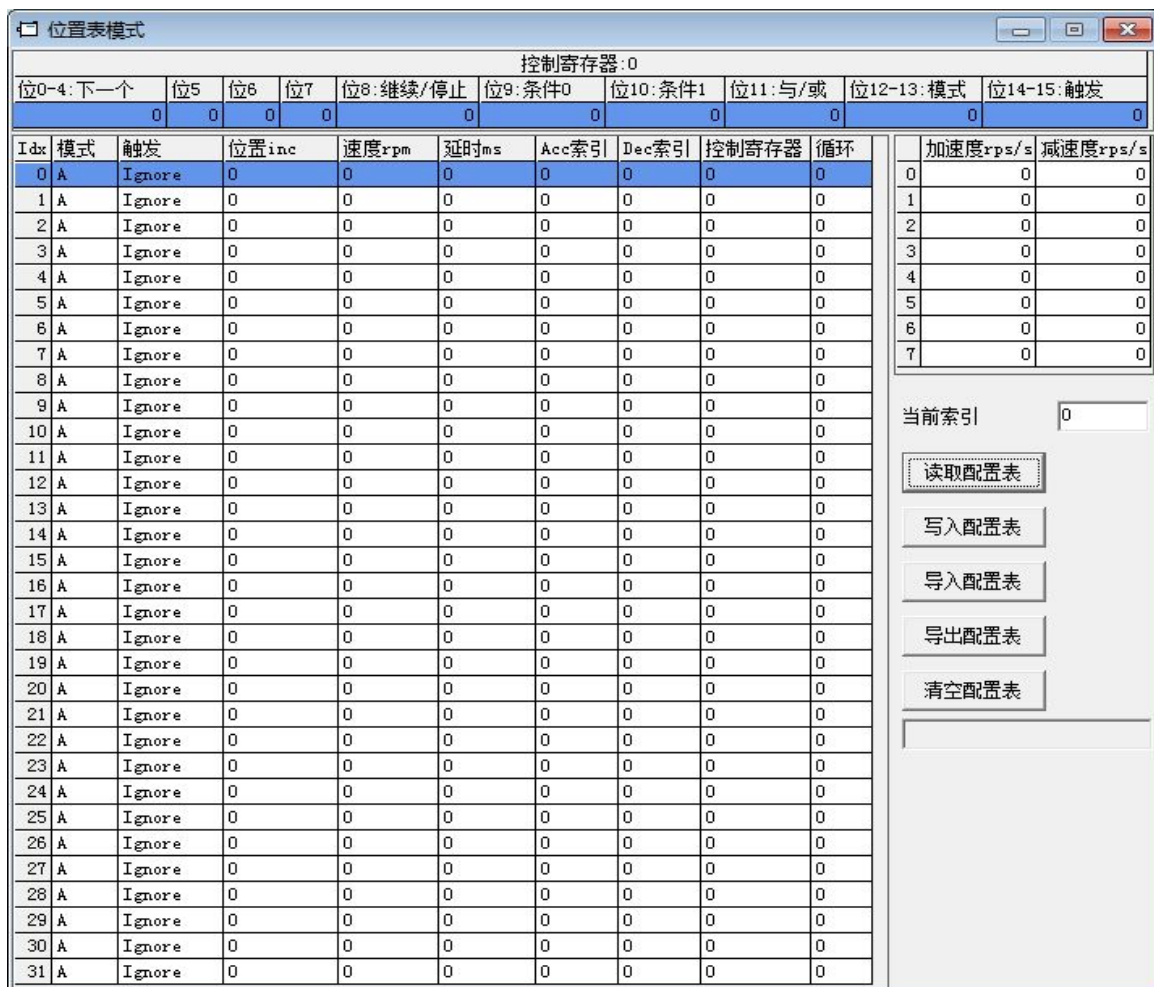 位置表模式
控制寄存器:0
位0-4:下一个 位5 位6 位7 位8:继续/停止 位9:条件0 位10:条件1 位11:与/或 位12-13:模式 位14-15:触发
0 0 0 0 0 0 0 0 0 0
Idx 模式 触发 位置inc 速度rpm 延时ms Acc索引 Dec索引 控制寄存器 循环
0 A Ignore 0 0 0 0 0 0 0
1 A Ignore 0 0 0 0 0 0 0
2 A Ignore 0 0 0 0 0 0 0
3 A Ignore 0 0 0 0 0 0 0
4 A Ignore 0 0 0 0 0 0 0
5 A Ignore 0 0 0 0 0 0 0
6 A Ignore 0 0 0 0 0 0 0
7 A Ignore 0 0 0 0 0 0 0
8 A Ignore 0 0 0 0 0 0 0
9 A Ignore 0 0 0 0 0 0 0
10 A Ignore 0 0 0 0 0 0 0
11 A Ignore 0 0 0 0 0 0 0
12 A Ignore 0 0 0 0 0 0 0
13 A Ignore 0 0 0 0 0 0 0
14 A Ignore 0 0 0 0 0 0 0
15 A Ignore 0 0 0 0 0 0 0
16 A Ignore 0 0 0 0 0 0 0
17 A Ignore 0 0 0 0 0 0 0
18 A Ignore 0 0 0 0 0 0 0
19 A Ignore 0 0 0 0 0 0 0
20 A Ignore 0 0 0 0 0 0 0
21 A Ignore 0 0 0 0 0 0 0
22 A Ignore 0 0 0 0 0 0 0
23 A Ignore 0 0 0 0 0 0 0
24 A Ignore 0 0 0 0 0 0 0
25 A Ignore 0 0 0 0 0 0 0
26 A Ignore 0 0 0 0 0 0 0
27 A Ignore 0 0 0 0 0 0 0
28 A Ignore 0 0 0 0 0 0 0
29 A Ignore 0 0 0 0 0 0 0
30 A Ignore 0 0 0 0 0 0 0
31 A Ignore 0 0 0 0 0 0 0
加速度rps/s 减速度rps/s
0 0 0
1 0 0
2 0 0
3 0 0
4 0 0
5 0 0
6 0 0
7 0 0
当前索引 0
读取配置表
写入配置表
导入配置表
导出配置表
清空配置表